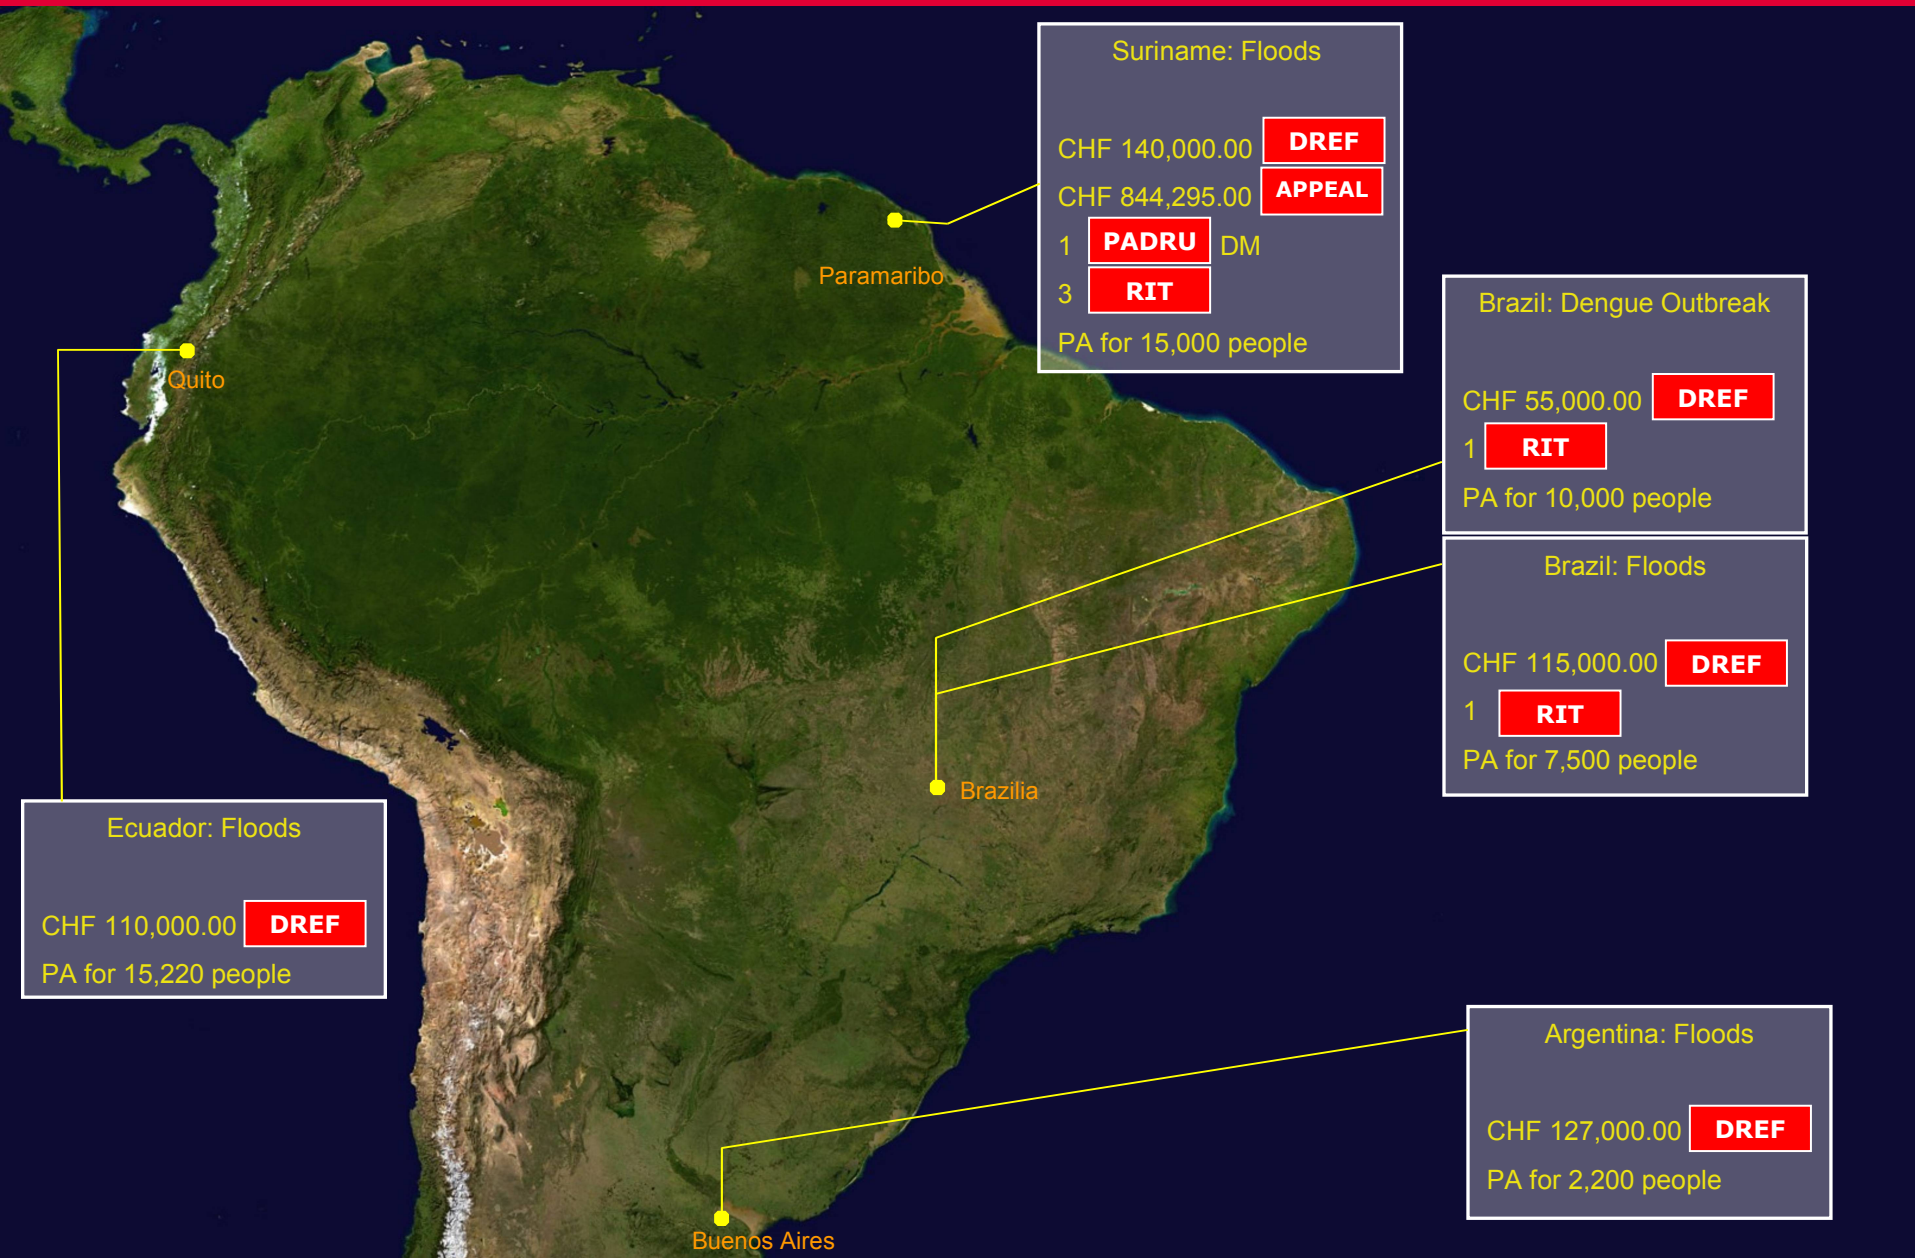 Suriname: Floods
CHF 140,000.00 DREF
CHF 844,295.00 APPEAL
1 PADRU DM
3 RIT
PA for 15,000 people
Paramaribo
Brazil: Dengue Outbreak
CHF 55,000.00 DREF
1 RIT
PA for 10,000 people
Quito
Brazil: Floods
CHF 115,000.00 DREF
1 RIT
PA for 7,500 people
Brazilia
Ecuador: Floods
CHF 110,000.00 DREF
PA for 15,220 people
Argentina: Floods
CHF 127,000.00 DREF
PA for 2,200 people
Buenos Aires